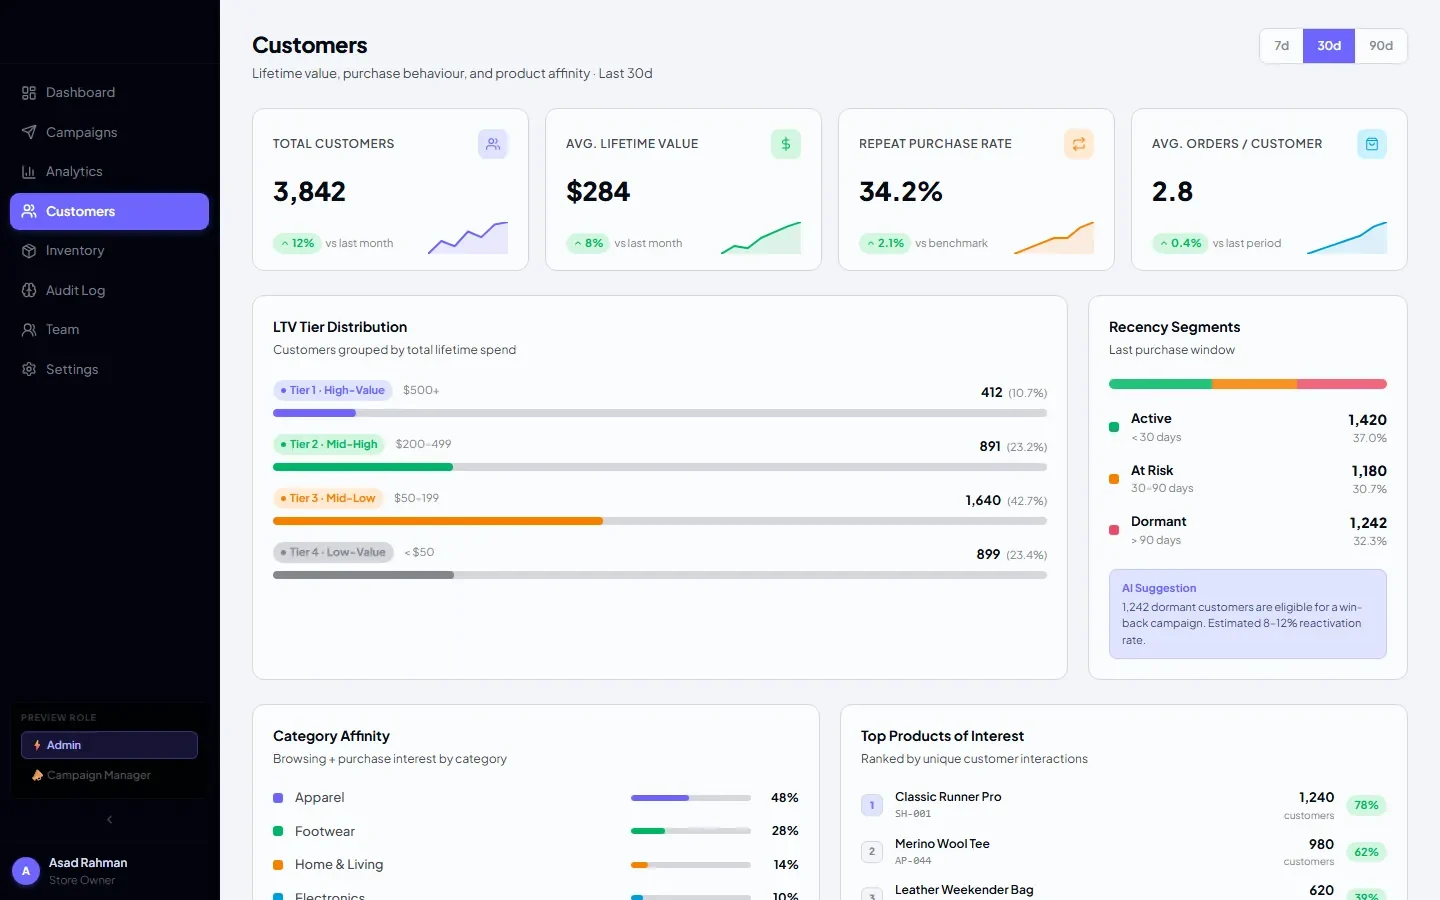 Dashboard
Campaigns
Analytics
Customers
Inventory
Audit Log
Team
Settings
PREVIEW ROLE
Admin
Campaign Manager
A
Asad Rahman
Store Owner
Customers
Lifetime value, purchase behaviour, and product affinity · Last 30d
7d 30d 90d
TOTAL CUSTOMERS
3,842
12% vs last month
AVG. LIFETIME VALUE
$
$284
8% vs last month
REPEAT PURCHASE RATE
34.2%
2.1% vs benchmark
AVG. ORDERS / CUSTOMER
2.8
0.4% vs last period
LTV Tier Distribution
Customers grouped by total lifetime spend
Tier 1 · High-Value $500+ 412 (10.7%)
Tier 2 · Mid-High $200–499 891 (23.2%)
Tier 3 · Mid-Low $50–199 1,640 (42.7%)
Tier 4 · Low-Value < $50 899 (23.4%)
Recency Segments
Last purchase window
Active 1,420
< 30 days 37.0%
At Risk 1,180
30–90 days 30.7%
Dormant 1,242
> 90 days 32.3%
AI Suggestion
1,242 dormant customers are eligible for a win-
back campaign. Estimated 8–12% reactivation
rate.
Category Affinity
Browsing + purchase interest by category
Apparel 48%
Footwear 28%
Home & Living 14%
Electronics 10%
Top Products of Interest
Ranked by unique customer interactions
1 Classic Runner Pro 1,240 78%
SH-001 customers
2 Merino Wool Tee 980 62%
AP-044 customers
3 Leather Weekender Bag 620 39%